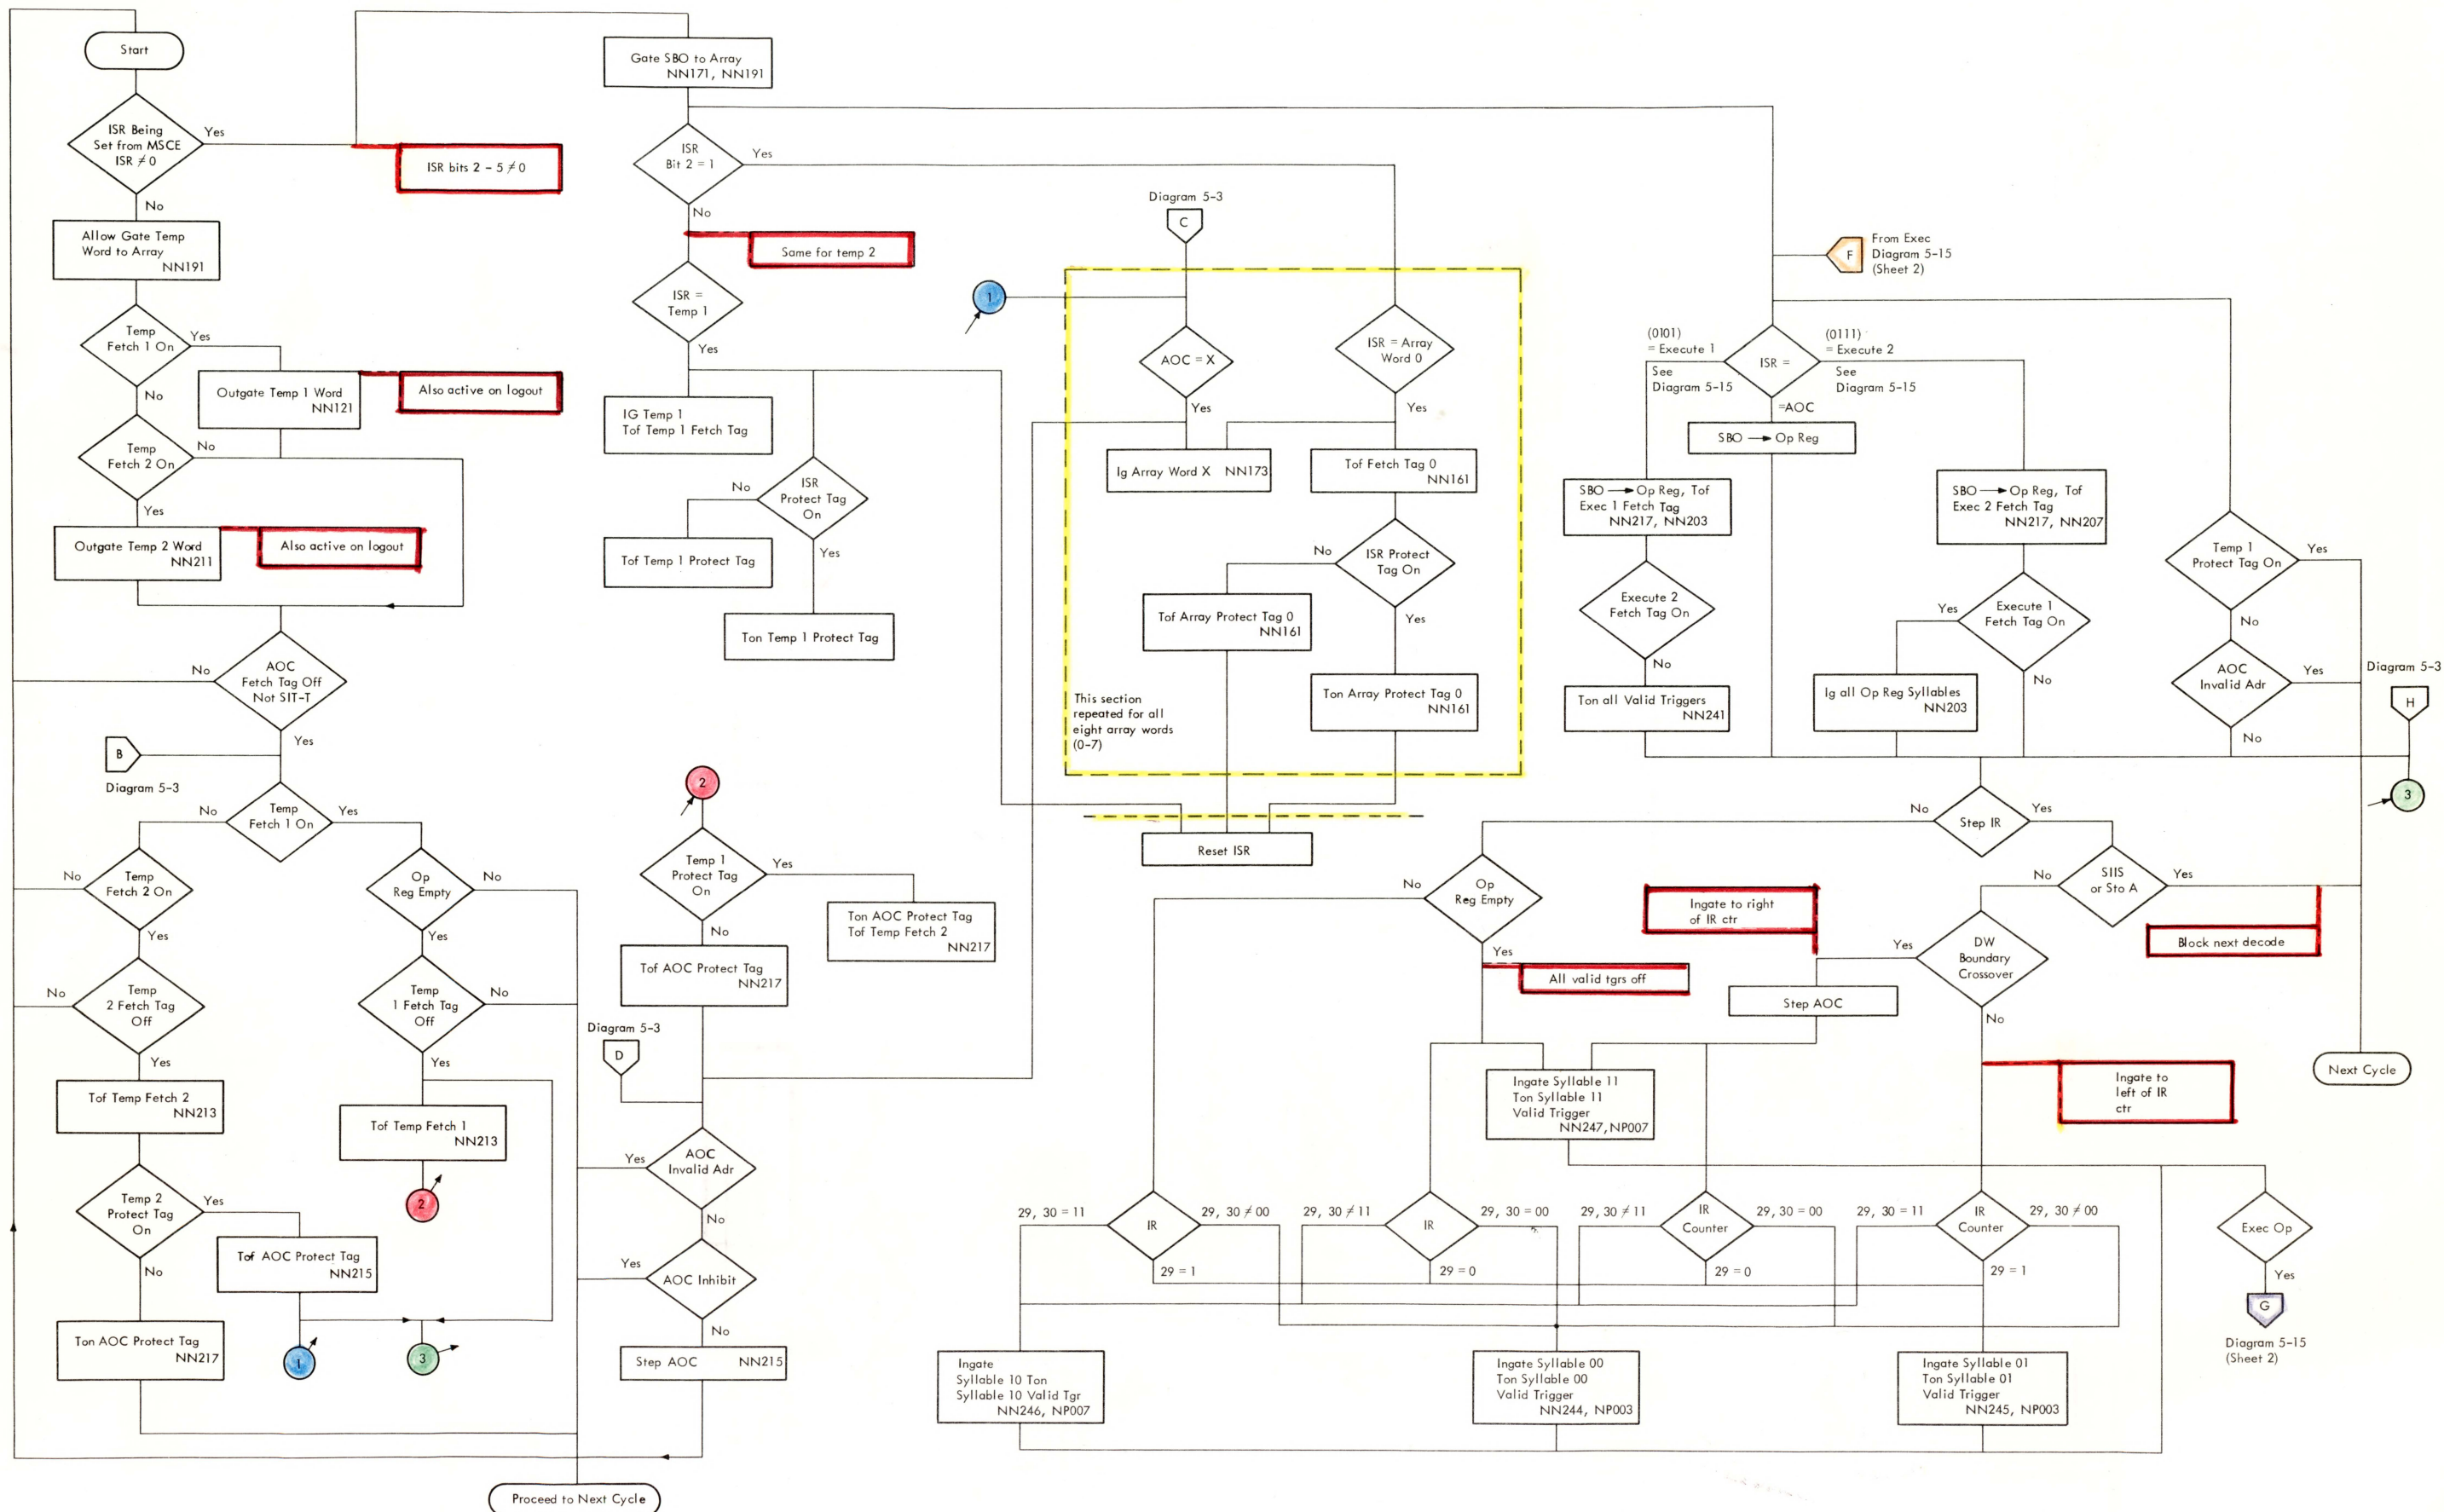 Start
ISR Being
Set from MSCE
ISR ≠ 0
Yes
No
ISR bits 2 - 5 ≠ 0
Allow Gate Temp
Word to Array
NN191
Temp
Fetch 1 On
Yes
No
Outgate Temp 1 Word
NN121
Also active on logout
Temp
Fetch 2 On
No
Yes
Outgate Temp 2 Word
NN211
Also active on logout
AOC
Fetch Tag Off
Not SIT-T
No
Yes
B
Diagram 5-3
Temp
Fetch 1 On
No
Yes
Temp
Fetch 2 On
No
Yes
Temp
2 Fetch Tag
Off
No
Yes
Tof Temp Fetch 2
NN213
Temp 2
Protect Tag
On
Yes
No
Tof AOC Protect Tag
NN215
Ton AOC Protect Tag
NN217
1
3
Op
Reg Empty
No
Yes
Temp
1 Fetch Tag
Off
No
Yes
Tof Temp Fetch 1
NN213
2
Proceed to Next Cycle
Gate SBO to Array
NN171, NN191
ISR
Bit 2 = 1
Yes
No
Same for temp 2
ISR =
Temp 1
Yes
IG Temp 1
Tof Temp 1 Fetch Tag
ISR
Protect Tag
On
No
Yes
Tof Temp 1 Protect Tag
Ton Temp 1 Protect Tag
2
Temp 1
Protect Tag
On
Yes
No
Ton AOC Protect Tag
Tof Temp Fetch 2
NN217
Tof AOC Protect Tag
NN217
Diagram 5-3
D
AOC
Invalid Adr
Yes
No
AOC Inhibit
Yes
No
Step AOC NN215
Diagram 5-3
C
1
AOC = X
Yes
Ig Array Word X NN173
ISR = Array
Word 0
Yes
Tof Fetch Tag 0
NN161
ISR Protect
Tag On
No
Yes
Tof Array Protect Tag 0
NN161
Ton Array Protect Tag 0
NN161
This section
repeated for all
eight array words
(0-7)
Reset ISR
F
From Exec
Diagram 5-15
(Sheet 2)
ISR =
(0101)
= Execute 1
See
Diagram 5-15
(0111)
= Execute 2
See
Diagram 5-15
=AOC
SBO → Op Reg
SBO → Op Reg, Tof
Exec 1 Fetch Tag
NN217, NN203
Execute 2
Fetch Tag On
No
Ton all Valid Triggers
NN241
SBO → Op Reg, Tof
Exec 2 Fetch Tag
NN217, NN207
Execute 1
Fetch Tag On
Yes
No
Ig all Op Reg Syllables
NN203
Temp 1
Protect Tag On
Yes
No
AOC
Invalid Adr
Yes
No
Diagram 5-3
H
3
Step IR
No
Yes
SIIS
or Sto A
No
Yes
Block next decode
Next Cycle
Op
Reg Empty
No
Yes
All valid tgrs off
Ingate to right
of IR ctr
DW
Boundary
Crossover
Yes
No
Step AOC
Ingate to
left of IR
ctr
Ingate Syllable 11
Ton Syllable 11
Valid Trigger
NN247, NP007
IR
29, 30 = 11
29, 30 ≠ 00
29 = 1
IR
29, 30 ≠ 11
29, 30 = 00
29 = 0
IR
Counter
29, 30 ≠ 11
29, 30 = 00
29 = 0
IR
Counter
29, 30 = 11
29, 30 ≠ 00
29 = 1
Exec Op
Yes
G
Diagram 5-15
(Sheet 2)
Ingate
Syllable 10 Ton
Syllable 10 Valid Tgr
NN246, NP007
Ingate Syllable 00
Ton Syllable 00
Valid Trigger
NN244, NP003
Ingate Syllable 01
Ton Syllable 01
Valid Trigger
NN245, NP003